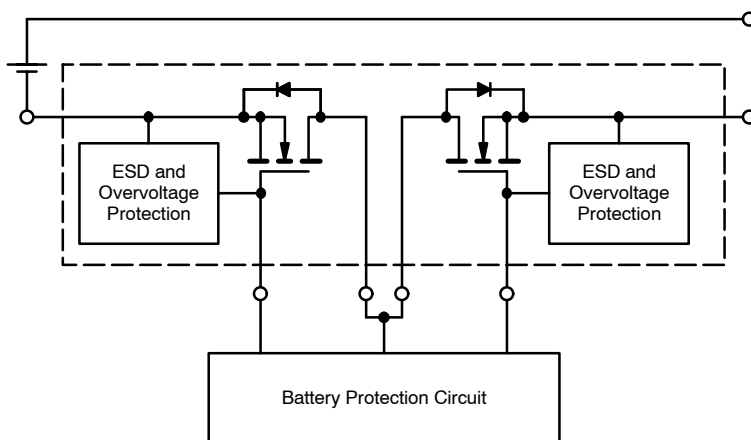 ESD and
Overvoltage
Protection
ESD and
Overvoltage
Protection
Battery Protection Circuit